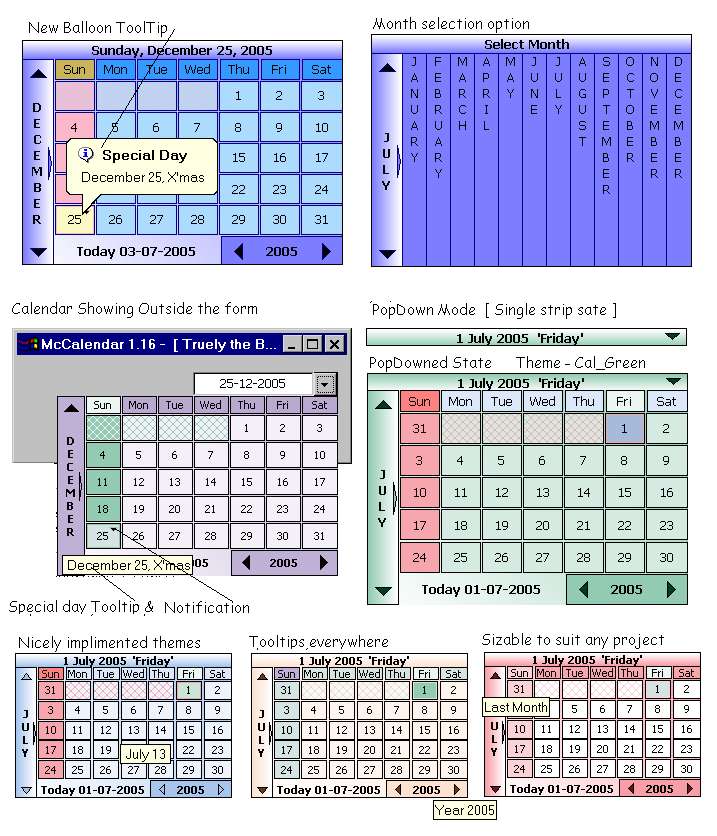 New Balloon ToolTip
Sunday, December 25, 2005
DECEMBER
Sun Mon Tue Wed Thu Fri Sat
1 2 3
4 5 6 7 8 9 10
15 16 17
22 23 24
Special Day
December 25, X'mas
25 26 27 28 29 30 31
Today 03-07-2005 2005
Month selection option
Select Month
JULY
JANUARY
FEBRUARY
MARCH
APRIL
MAY
JUNE
JULY
AUGUST
SEPTEMBER
OCTOBER
NOVEMBER
DECEMBER
Calendar Showing Outside the form
McCalendar 1.16 - [ Truely the B...
25-12-2005
DECEMBER
Sun Mon Tue Wed Thu Fri Sat
1 2 3
4 5 6 7 8 9 10
11 12 13 14 15 16 17
18 19 20 21 22 23 24
25 26 27 28 29 30 31
December 25, X'mas
2005
Special day Tooltip & Notification
PopDown Mode [ Single strip sate ]
1 July 2005 'Friday'
PopDowned State Theme - Cal_Green
1 July 2005 'Friday'
JULY
Sun Mon Tue Wed Thu Fri Sat
31 1 2
3 4 5 6 7 8 9
10 11 12 13 14 15 16
17 18 19 20 21 22 23
24 25 26 27 28 29 30
Today 01-07-2005 2005
Nicely implimented themes
1 July 2005 'Friday'
JULY
Sun Mon Tue Wed Thu Fri Sat
31 1 2
3 4 5 6 7 8 9
10 11 12 13 14 15 16
17 18 19 22 23
July 13
24 25 26 27 28 29 30
Today 01-07-2005 2005
Tooltips everywhere
1 July 2005 'Friday'
JULY
Sun Mon Tue Wed Thu Fri Sat
31 1 2
3 4 5 6 7 8 9
10 11 12 13 14 15 16
17 18 19 20 21 22 23
24 25 26 27 28 29 30
Today 01-07-2005 2005
Year 2005
Sizable to suit any project
1 July 2005 'Friday'
Sun Mon Tue Wed Thu Fri Sat
31 1 2
Last Month
5 6 7 8 9
10 11 12 13 14 15 16
17 18 19 20 21 22 23
24 25 26 27 28 29 30
Today 01-07-2005 2005